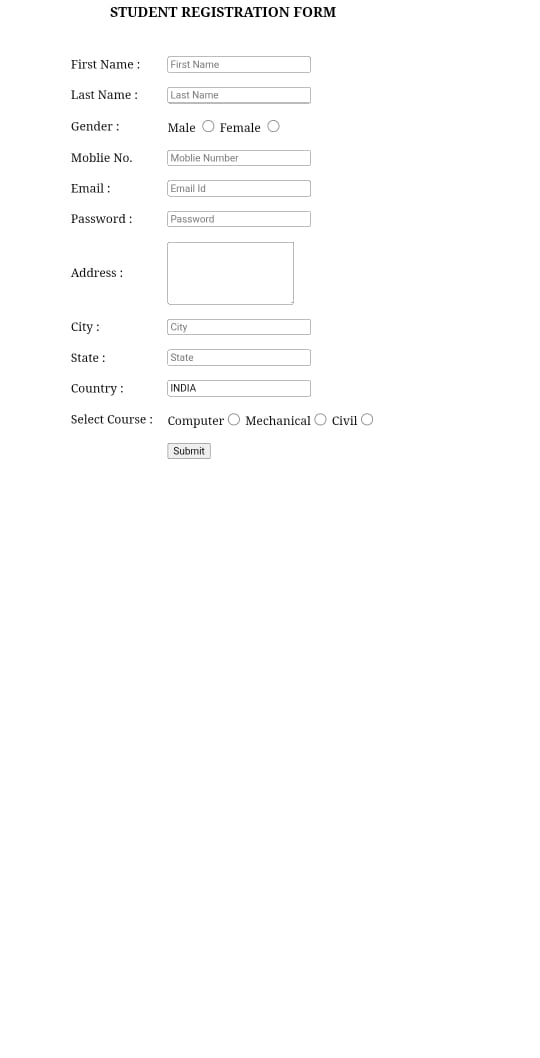 STUDENT REGISTRATION FORM
First Name : First Name
Last Name : Last Name
Gender : Male Female
Moblie No. Moblie Number
Email : Email Id
Password : Password
Address :
City : City
State : State
Country : INDIA
Select Course : Computer Mechanical Civil
Submit